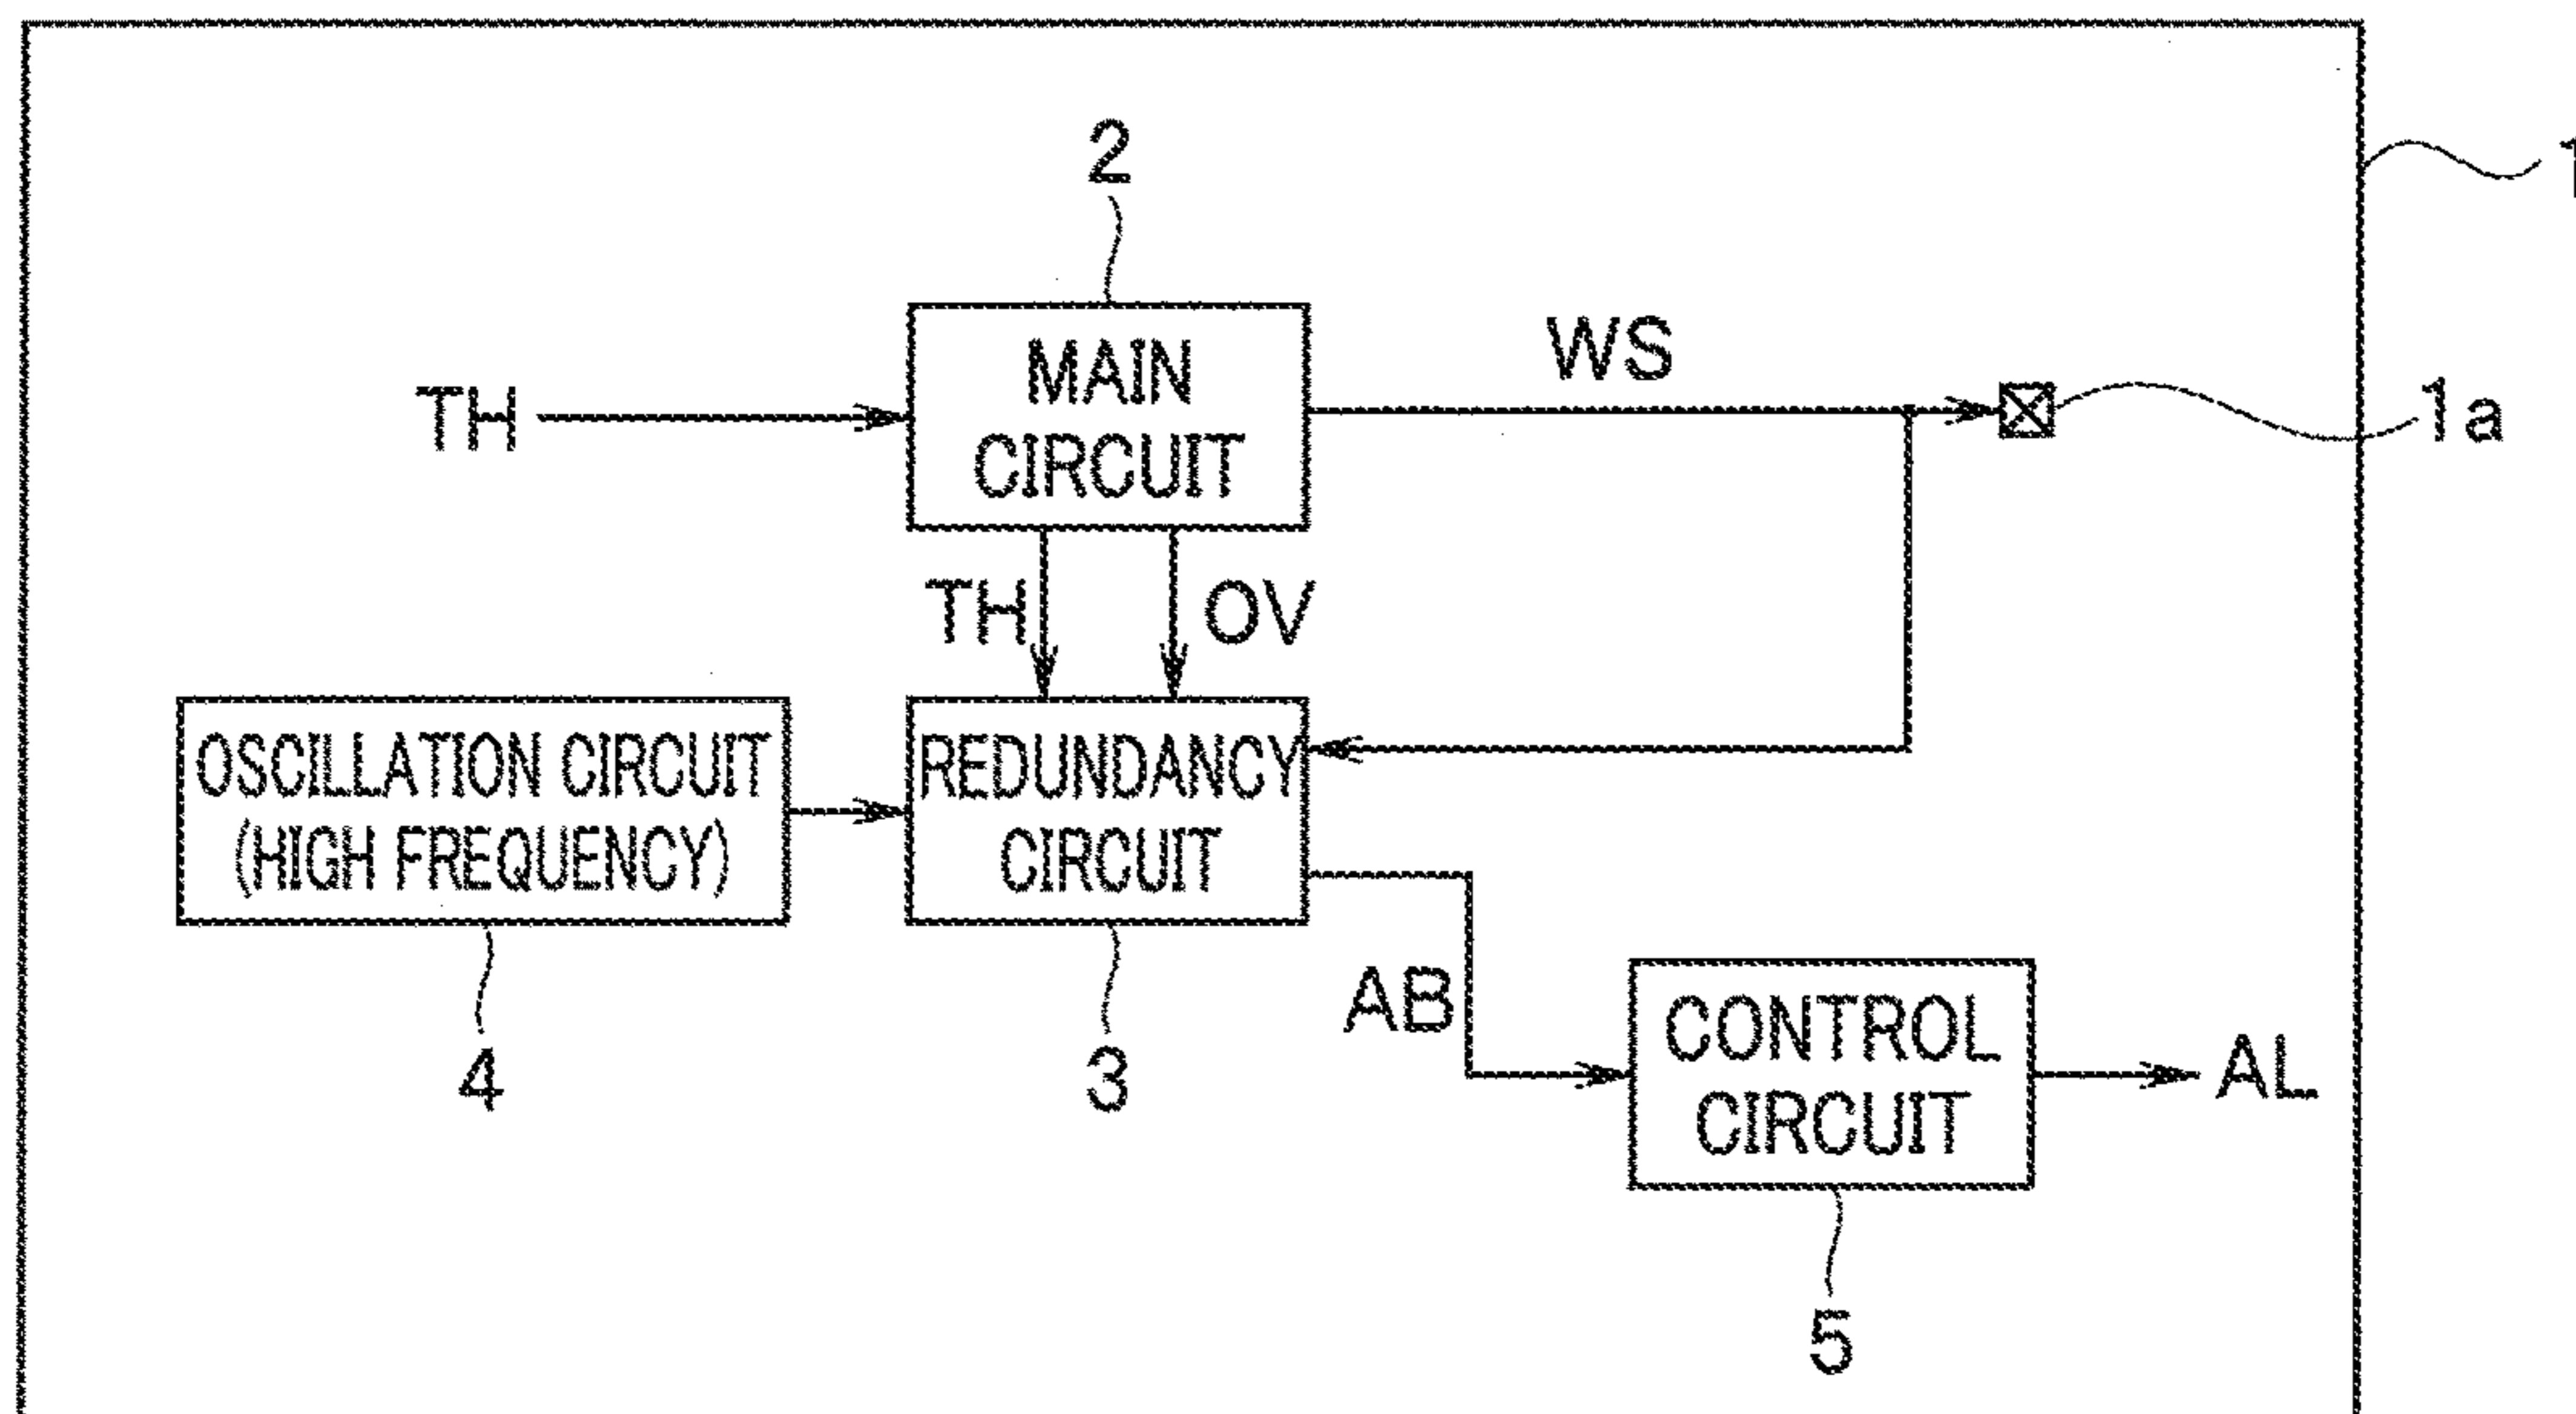 1
2
MAIN
CIRCUIT
TH
WS
1a
TH
OV
OSCILLATION CIRCUIT
(HIGH FREQUENCY)
REDUNDANCY
CIRCUIT
4
3
AB
CONTROL
CIRCUIT
AL
5